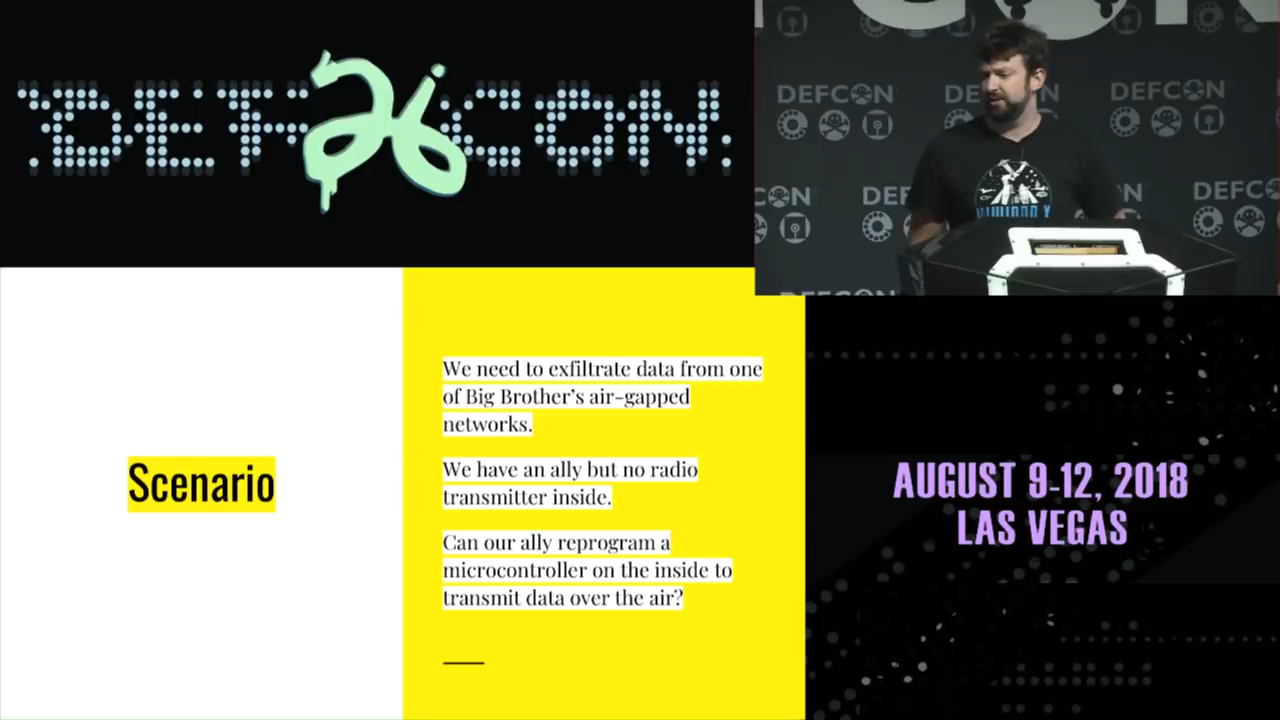 DEF CON
26
DEFCON
DEFCON
DEFCON
DEFCON
DEFCON
Scenario
We need to exfiltrate data from one
of Big Brother's air-gapped
networks.
We have an ally but no radio
transmitter inside.
Can our ally reprogram a
microcontroller on the inside to
transmit data over the air?
AUGUST 9-12, 2018
LAS VEGAS